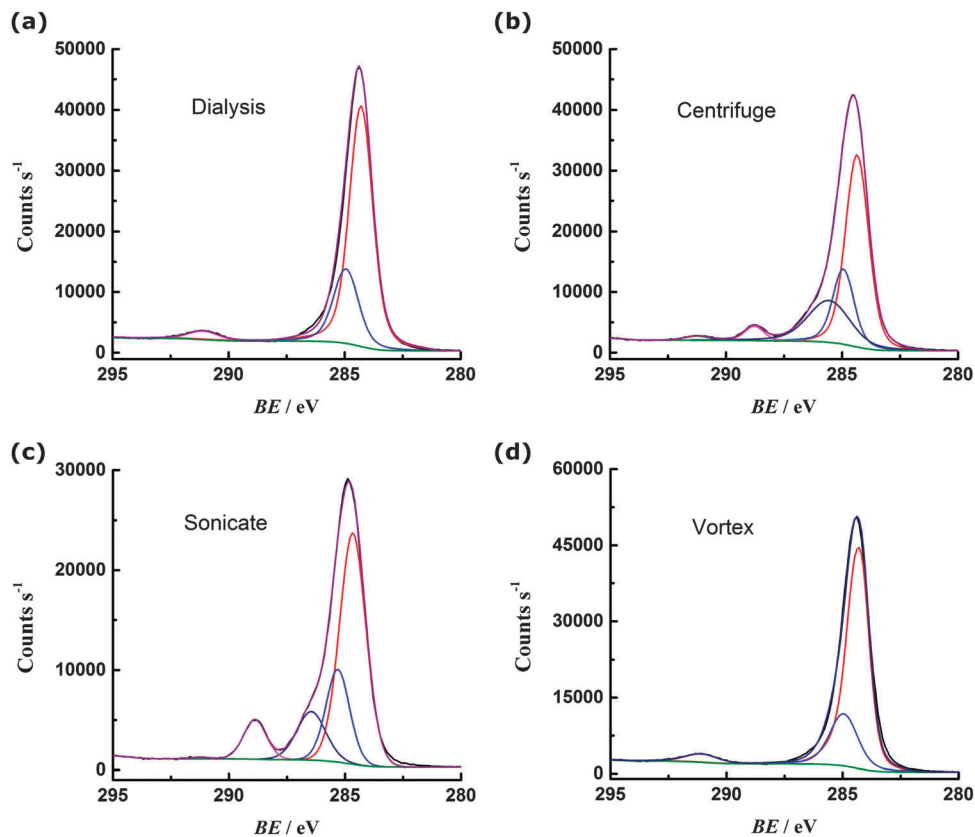 (a)
50000
40000
30000
20000
10000
0
Counts s⁻¹
Dialysis
295 290 285 280
BE / eV
(b)
50000
40000
30000
20000
10000
0
Counts s⁻¹
Centrifuge
295 290 285 280
BE / eV
(c)
30000
20000
10000
0
Counts s⁻¹
Sonicate
295 290 285 280
BE / eV
(d)
60000
45000
30000
15000
0
Counts s⁻¹
Vortex
295 290 285 280
BE / eV